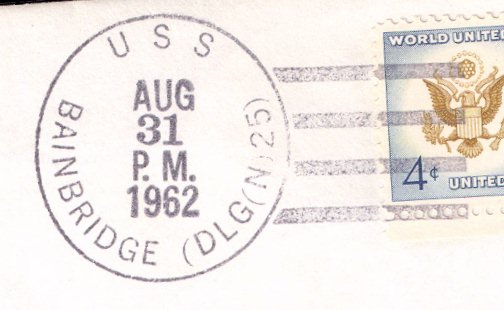 USS
BAINBRIDGE (DLG(N)25)
AUG
31
P. M.
1962
WORLD UNITE
4¢
UNITED